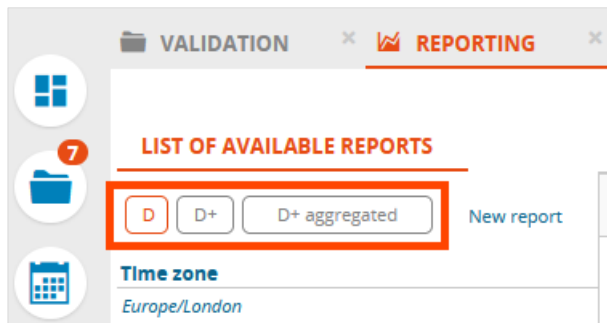 VALIDATION × REPORTING ×
7
LIST OF AVAILABLE REPORTS
D D+ D+ aggregated New report
Time zone
Europe/London